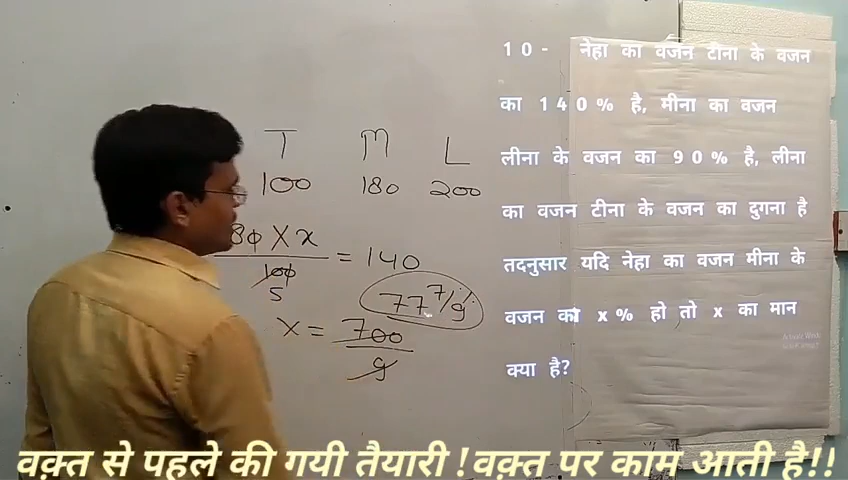 10- नेहा का वजन टीना के वजन
का 140% है, मीना का वजन
लीना के वजन का 90% है, लीना
का वजन टीना के वजन का दुगना है
तदनुसार यदि नेहा का वजन मीना के
वजन का x% हो तो x का मान
क्या है?
T M L
100 180 200
80 X x
100 = 140
5
77 7/9
x = 700
9
वक़्त से पहले की गयी तैयारी ! वक़्त पर काम आती है!!